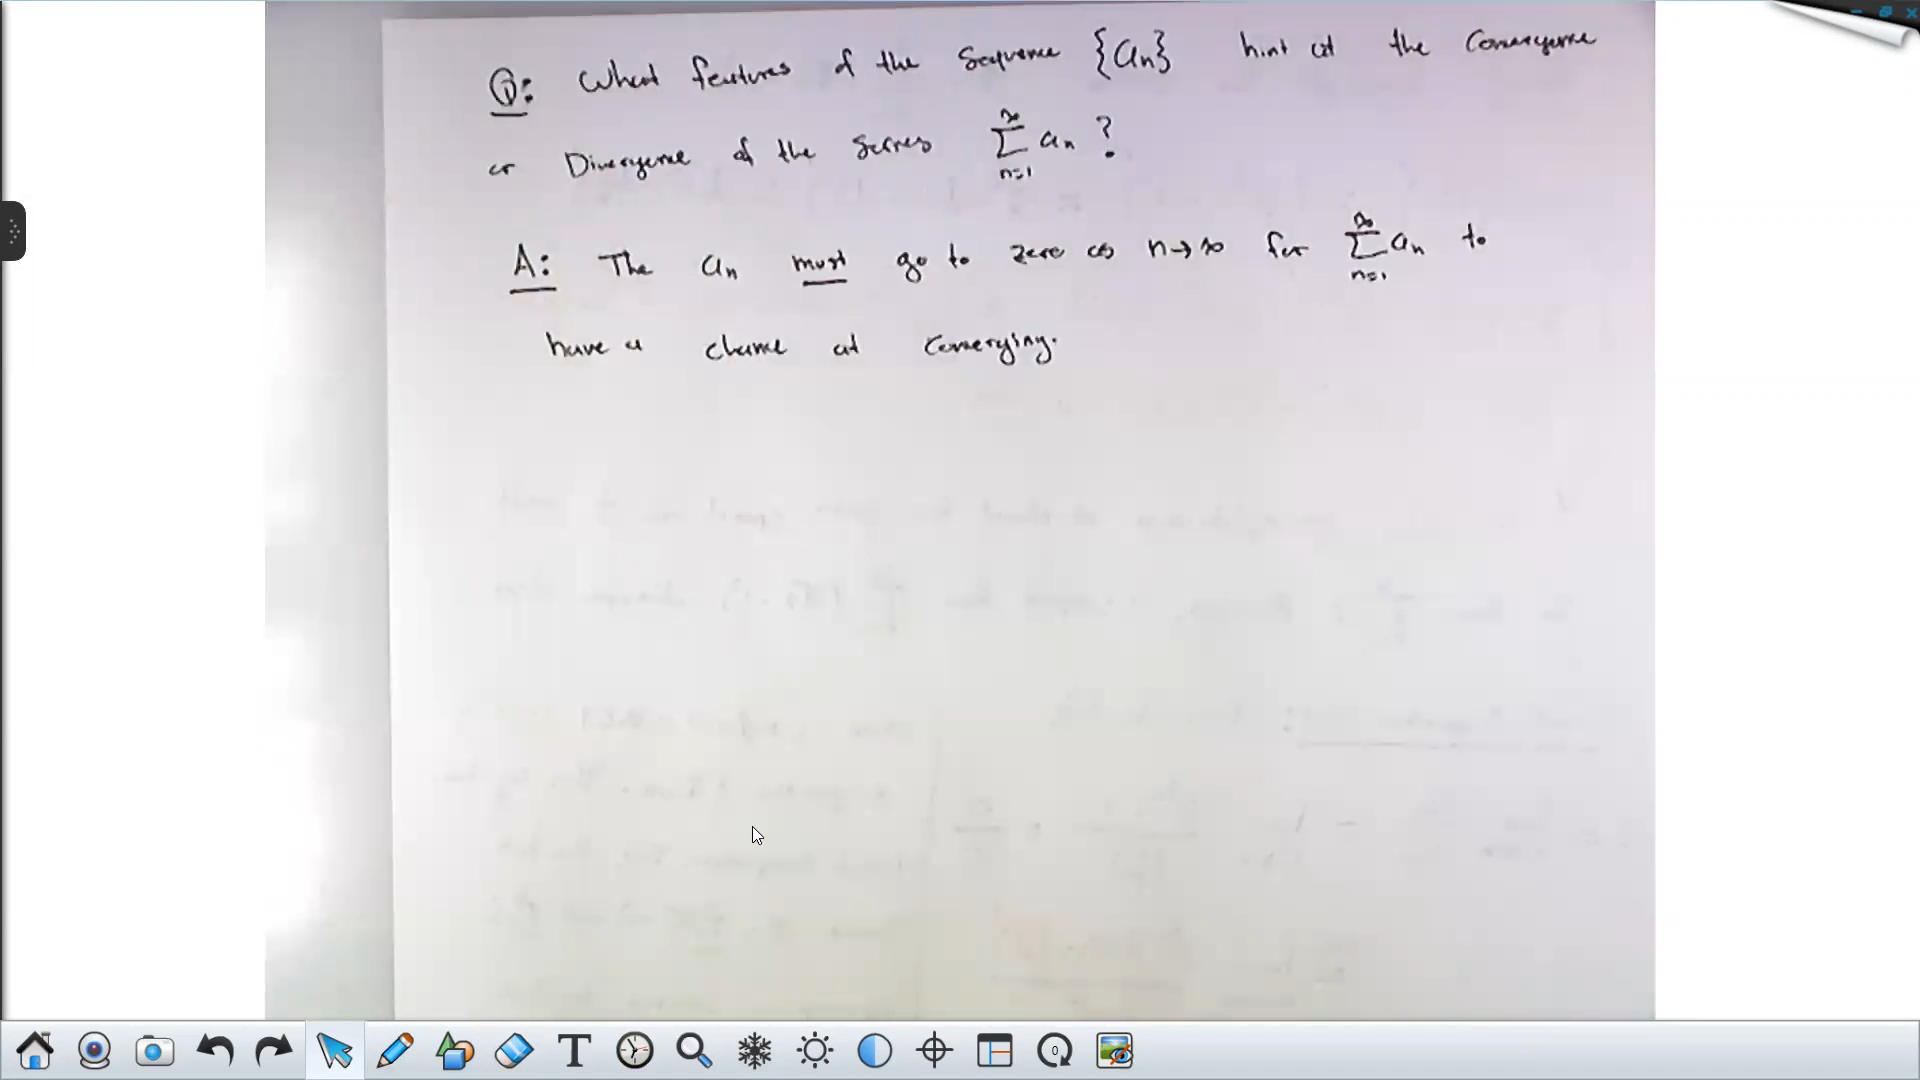 Q: What features of the Sequence {an} hint at the Convergence
or Divergence of the Series ∞∑n=1 an ?
A: The an must go to zero as n→∞ for ∞∑n=1 an to
have a chance at Converging.
T
0